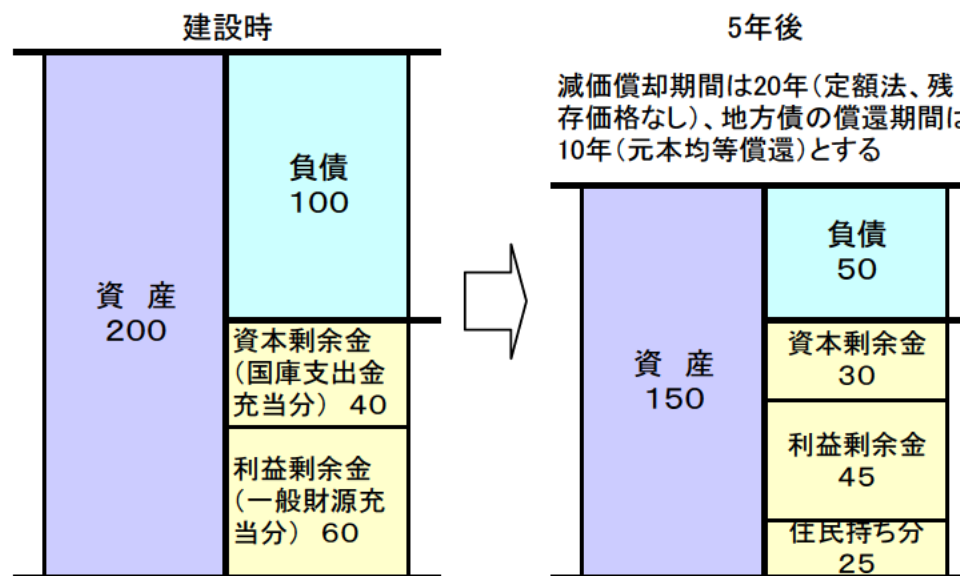 建設時
資　産
200
負債
100
資本剰余金
（国庫支出金
充当分）　40
利益剰余金
（一般財源充
当分）　60
5年後
減価償却期間は20年（定額法、残
存価格なし）、地方債の償還期間は
10年（元本均等償還）とする
資　産
150
負債
50
資本剰余金
30
利益剰余金
45
住民持ち分
25